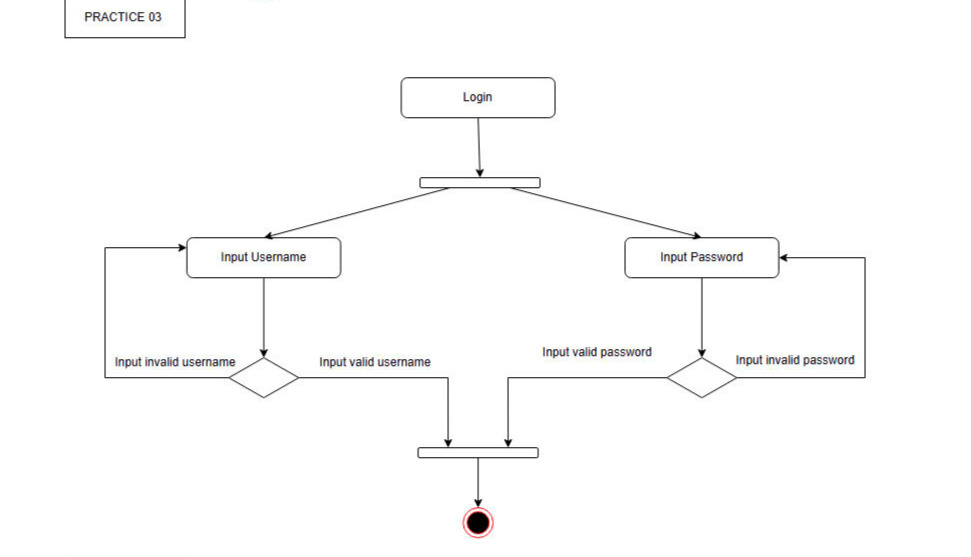 PRACTICE 03
Login
Input Username
Input Password
Input invalid username
Input valid username
Input valid password
Input invalid password